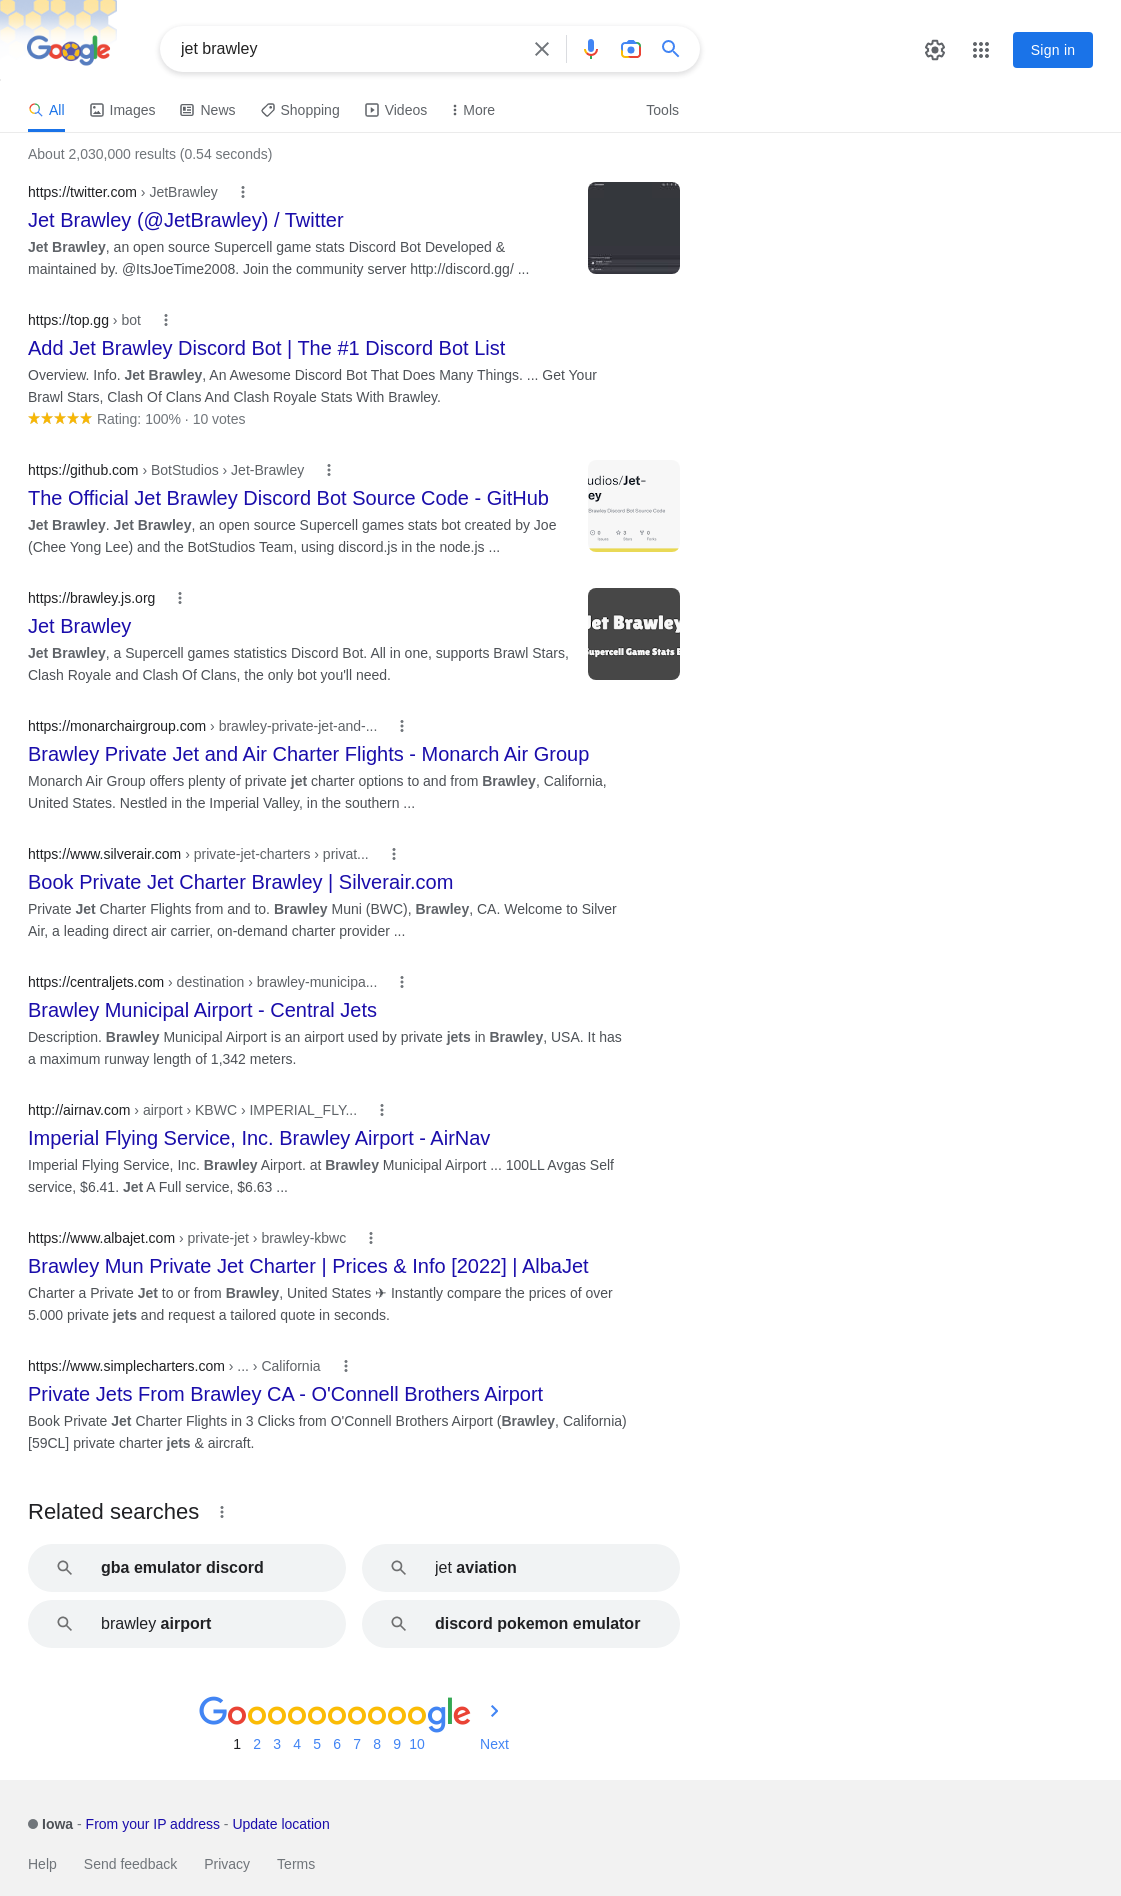 Google
jet brawley
Sign in
All
Images
News
Shopping
Videos
More
Tools
About 2,030,000 results (0.54 seconds)
https://twitter.com › JetBrawley
Jet Brawley (@JetBrawley) / Twitter
Jet Brawley, an open source Supercell game stats Discord Bot Developed &
maintained by. @ItsJoeTime2008. Join the community server http://discord.gg/ ...
https://top.gg › bot
Add Jet Brawley Discord Bot | The #1 Discord Bot List
Overview. Info. Jet Brawley, An Awesome Discord Bot That Does Many Things. ... Get Your
Brawl Stars, Clash Of Clans And Clash Royale Stats With Brawley.
Rating: 100% · 10 votes
https://github.com › BotStudios › Jet-Brawley
The Official Jet Brawley Discord Bot Source Code - GitHub
Jet Brawley. Jet Brawley, an open source Supercell games stats bot created by Joe
(Chee Yong Lee) and the BotStudios Team, using discord.js in the node.js ...
udios/Jet-
ey
Brawley Discord Bot Source Code
https://brawley.js.org
Jet Brawley
Jet Brawley, a Supercell games statistics Discord Bot. All in one, supports Brawl Stars,
Clash Royale and Clash Of Clans, the only bot you'll need.
Jet Brawley
Supercell Game Stats B
https://monarchairgroup.com › brawley-private-jet-and-...
Brawley Private Jet and Air Charter Flights - Monarch Air Group
Monarch Air Group offers plenty of private jet charter options to and from Brawley, California,
United States. Nestled in the Imperial Valley, in the southern ...
https://www.silverair.com › private-jet-charters › privat...
Book Private Jet Charter Brawley | Silverair.com
Private Jet Charter Flights from and to. Brawley Muni (BWC), Brawley, CA. Welcome to Silver
Air, a leading direct air carrier, on-demand charter provider ...
https://centraljets.com › destination › brawley-municipa...
Brawley Municipal Airport - Central Jets
Description. Brawley Municipal Airport is an airport used by private jets in Brawley, USA. It has
a maximum runway length of 1,342 meters.
http://airnav.com › airport › KBWC › IMPERIAL_FLY...
Imperial Flying Service, Inc. Brawley Airport - AirNav
Imperial Flying Service, Inc. Brawley Airport. at Brawley Municipal Airport ... 100LL Avgas Self
service, $6.41. Jet A Full service, $6.63 ...
https://www.albajet.com › private-jet › brawley-kbwc
Brawley Mun Private Jet Charter | Prices & Info [2022] | AlbaJet
Charter a Private Jet to or from Brawley, United States ✈ Instantly compare the prices of over
5.000 private jets and request a tailored quote in seconds.
https://www.simplecharters.com › ... › California
Private Jets From Brawley CA - O'Connell Brothers Airport
Book Private Jet Charter Flights in 3 Clicks from O'Connell Brothers Airport (Brawley, California)
[59CL] private charter jets & aircraft.
Related searches
gba emulator discord
jet aviation
brawley airport
discord pokemon emulator
Goooooooooogle
1 2 3 4 5 6 7 8 9 10 Next
Iowa - From your IP address - Update location
Help Send feedback Privacy Terms